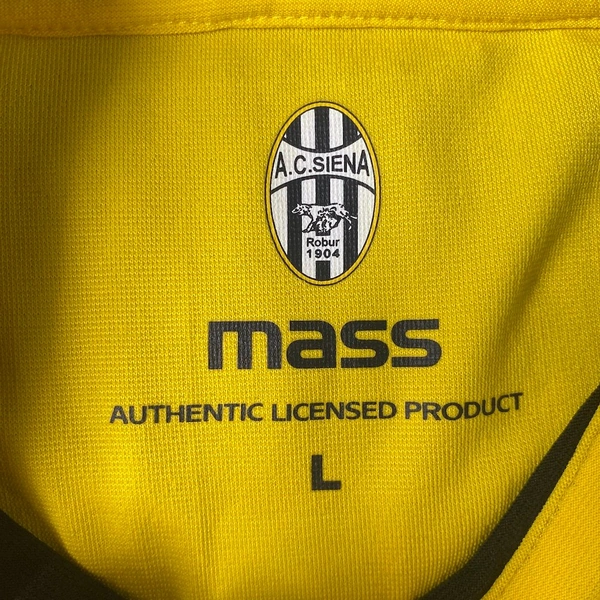 A.C.SIENA
Robur
1904
mass
AUTHENTIC LICENSED PRODUCT
L